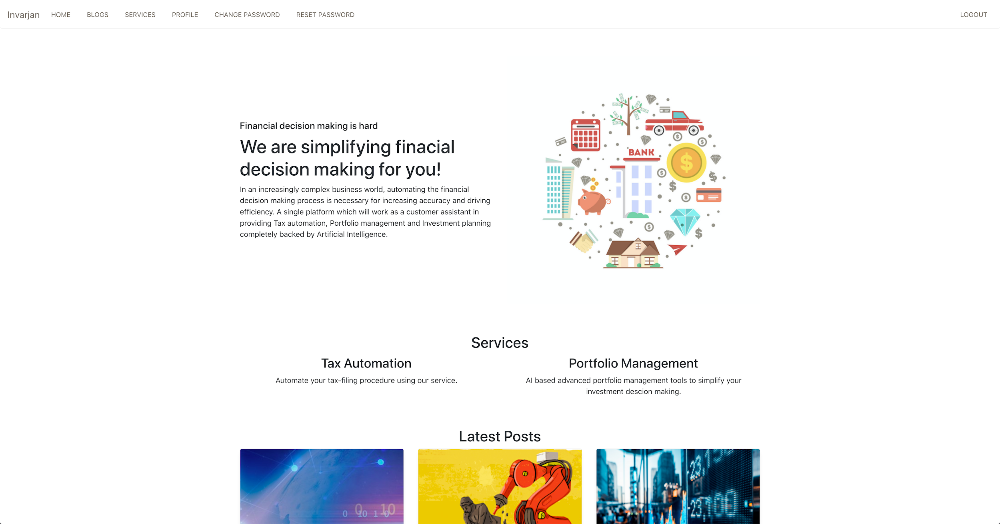 Invarjan HOME BLOGS SERVICES PROFILE CHANGE PASSWORD RESET PASSWORD LOGOUT
Financial decision making is hard
We are simplifying finacial
decision making for you!
In an increasingly complex business world, automating the financial
decision making process is necessary for increasing accuracy and driving
efficiency. A single platform which will work as a customer assistant in
providing Tax automation, Portfolio management and Investment planning
completely backed by Artificial Intelligence.
BANK
$
Services
Tax Automation
Automate your tax-filing procedure using our service.
Portfolio Management
AI based advanced portfolio management tools to simplify your
investment descion making.
Latest Posts
0 10 1 0
0 10
23,100